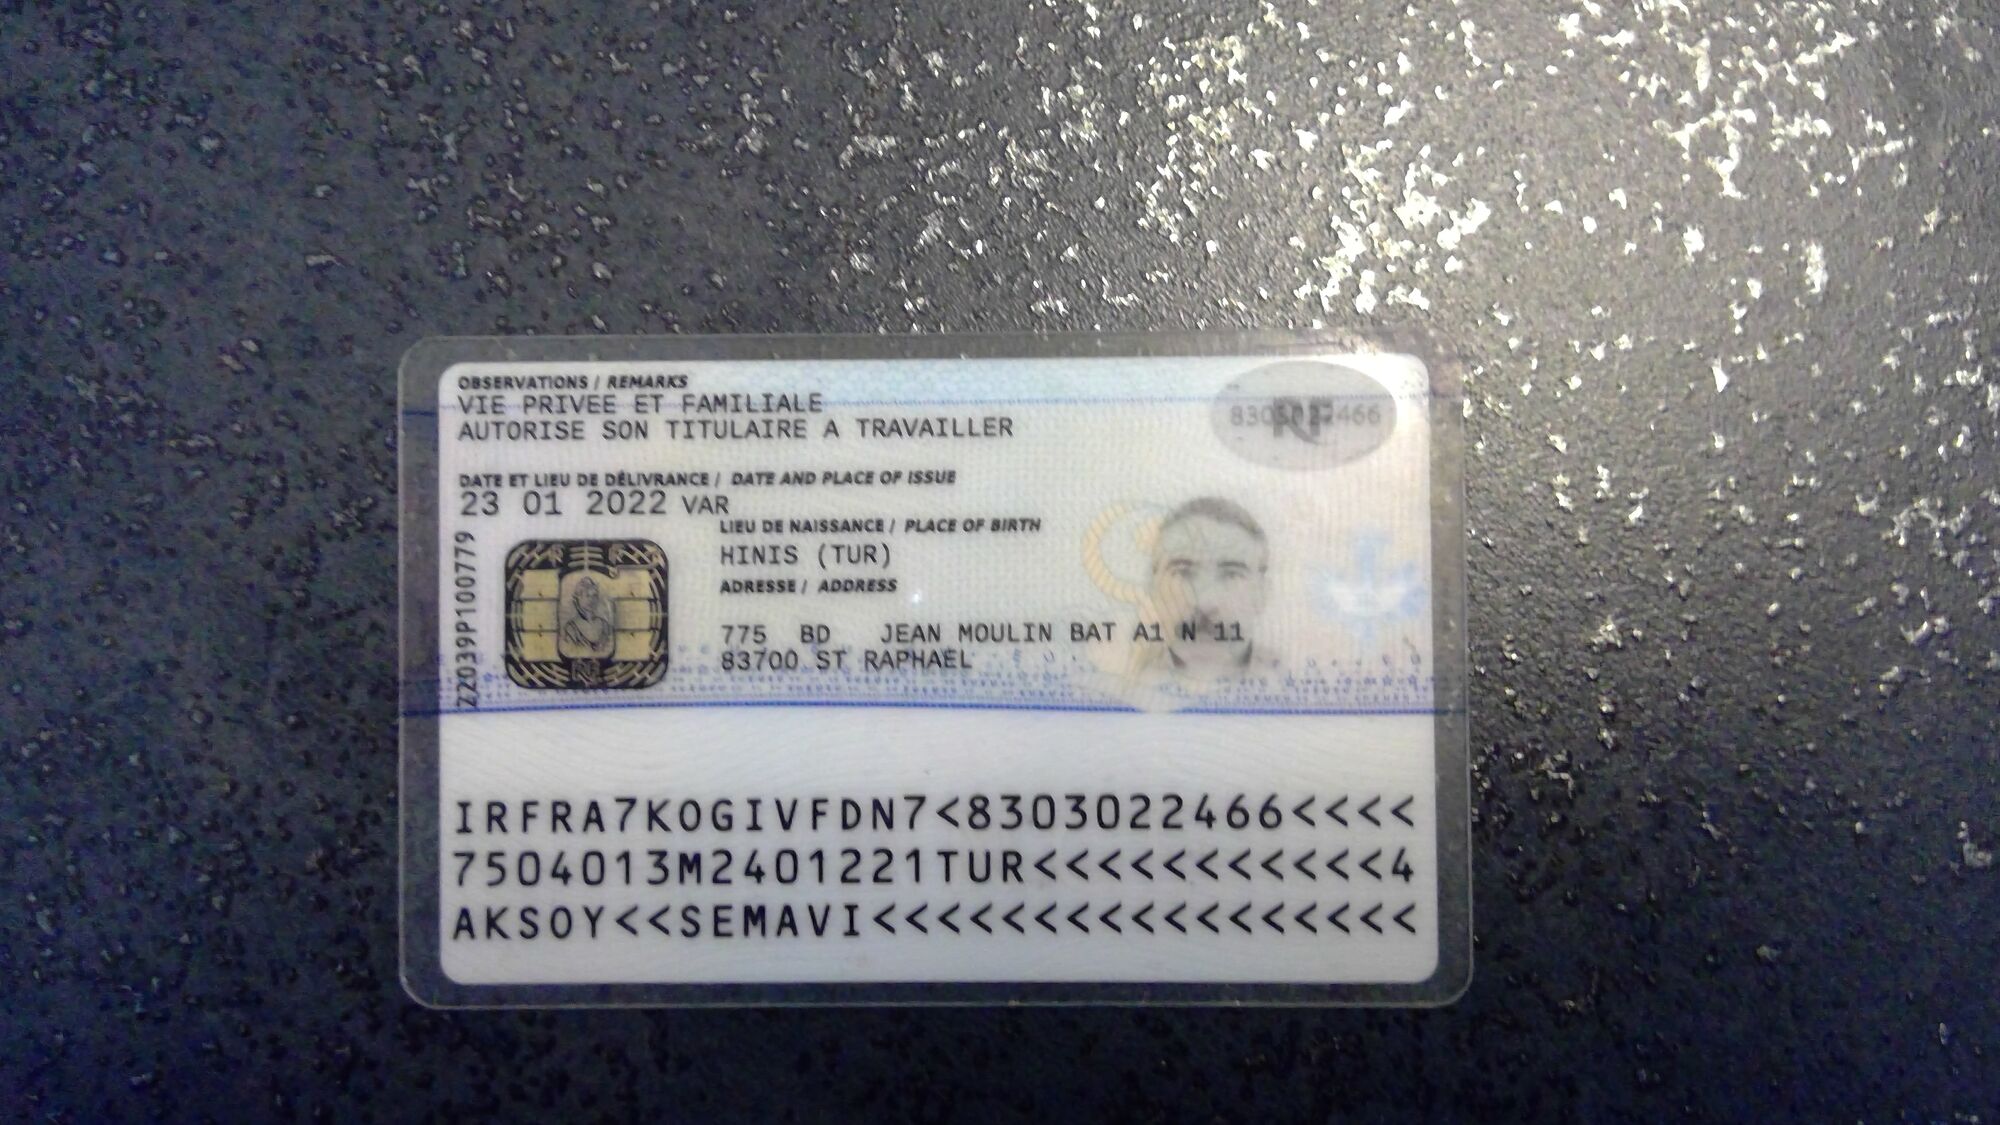 OBSERVATIONS / REMARKS
VIE PRIVEE ET FAMILIALE
AUTORISE SON TITULAIRE A TRAVAILLER
DATE ET LIEU DE DÉLIVRANCE / DATE AND PLACE OF ISSUE
23 01 2022 VAR
LIEU DE NAISSANCE / PLACE OF BIRTH
HINIS (TUR)
ADRESSE / ADDRESS
775 BD JEAN MOULIN BAT A1 N 11
83700 ST RAPHAEL
Z2039P100779
RF
IRFRA7KOGIVFDN7<8303022466<<<<
7504013M2401221TUR<<<<<<<<<<<4
AKSOY<<SEMAVI<<<<<<<<<<<<<<<<<